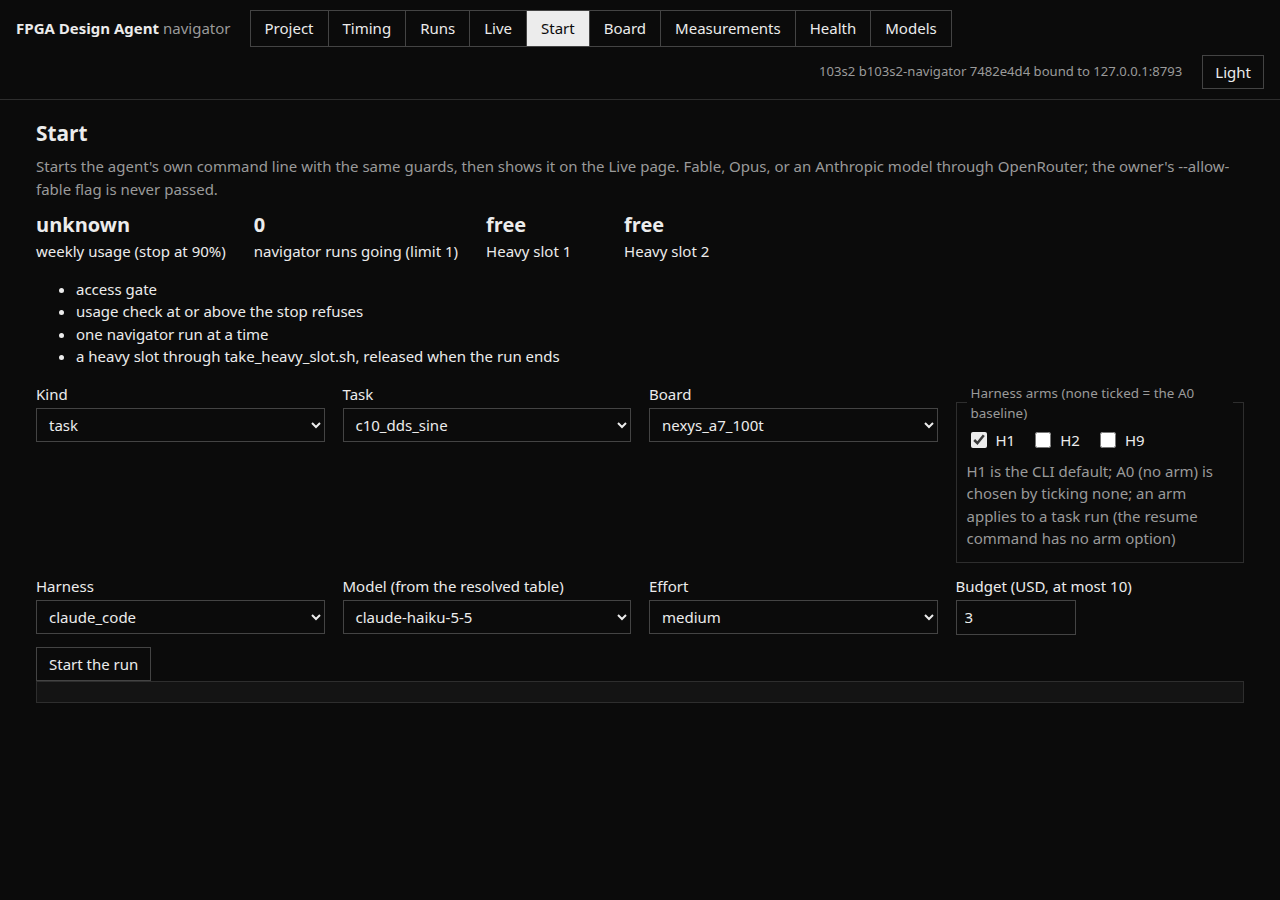 FPGA Design Agent navigator
Project Timing Runs Live Start Board Measurements Health Models
103s2 b103s2-navigator 7482e4d4 bound to 127.0.0.1:8793
Light
Start
Starts the agent's own command line with the same guards, then shows it on the Live page. Fable, Opus, or an Anthropic model through OpenRouter; the owner's --allow-
fable flag is never passed.
unknown
weekly usage (stop at 90%)
0
navigator runs going (limit 1)
free
Heavy slot 1
free
Heavy slot 2
access gate
usage check at or above the stop refuses
one navigator run at a time
a heavy slot through take_heavy_slot.sh, released when the run ends
Kind
task
Task
c10_dds_sine
Board
nexys_a7_100t
Harness arms (none ticked = the A0
baseline)
H1 H2 H9
H1 is the CLI default; A0 (no arm) is
chosen by ticking none; an arm
applies to a task run (the resume
command has no arm option)
Harness
claude_code
Model (from the resolved table)
claude-haiku-5-5
Effort
medium
Budget (USD, at most 10)
3
Start the run